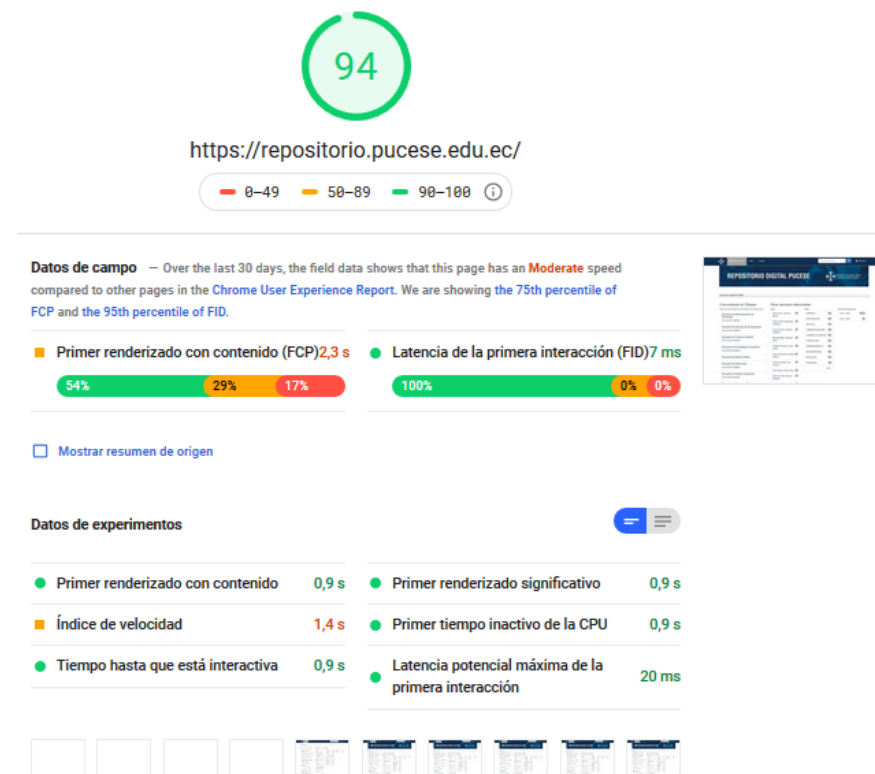 94
https://repositorio.pucese.edu.ec/
0–49 50–89 90–100
Datos de campo — Over the last 30 days, the field data shows that this page has an Moderate speed
compared to other pages in the Chrome User Experience Report. We are showing the 75th percentile of
FCP and the 95th percentile of FID.
REPOSITORIO DIGITAL PUCESE
Primer renderizado con contenido (FCP) 2,3 s
54% 29% 17%
Latencia de la primera interacción (FID) 7 ms
100% 0% 0%
Mostrar resumen de origen
Datos de experimentos
Primer renderizado con contenido 0,9 s
Primer renderizado significativo 0,9 s
Índice de velocidad 1,4 s
Primer tiempo inactivo de la CPU 0,9 s
Tiempo hasta que está interactiva 0,9 s
Latencia potencial máxima de la
primera interacción 20 ms